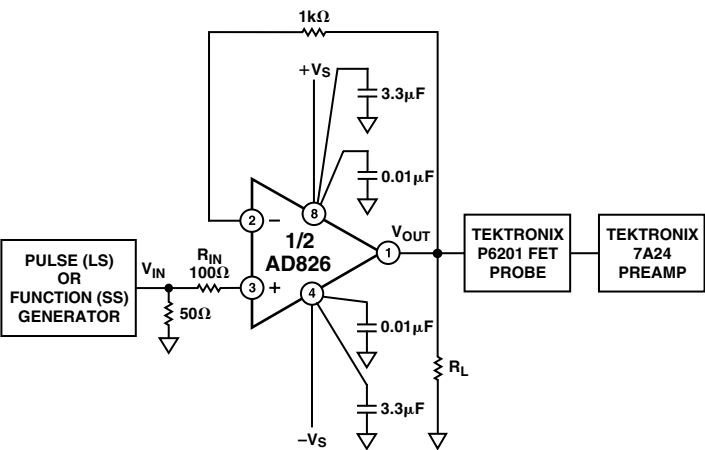 1kΩ
+VS
3.3µF
0.01µF
2
–
8
1/2
AD826
VOUT
1
TEKTRONIX
P6201 FET
PROBE
TEKTRONIX
7A24
PREAMP
PULSE (LS)
OR
FUNCTION (SS)
GENERATOR
VIN
RIN
100Ω
3
+
4
50Ω
0.01µF
RL
3.3µF
–VS